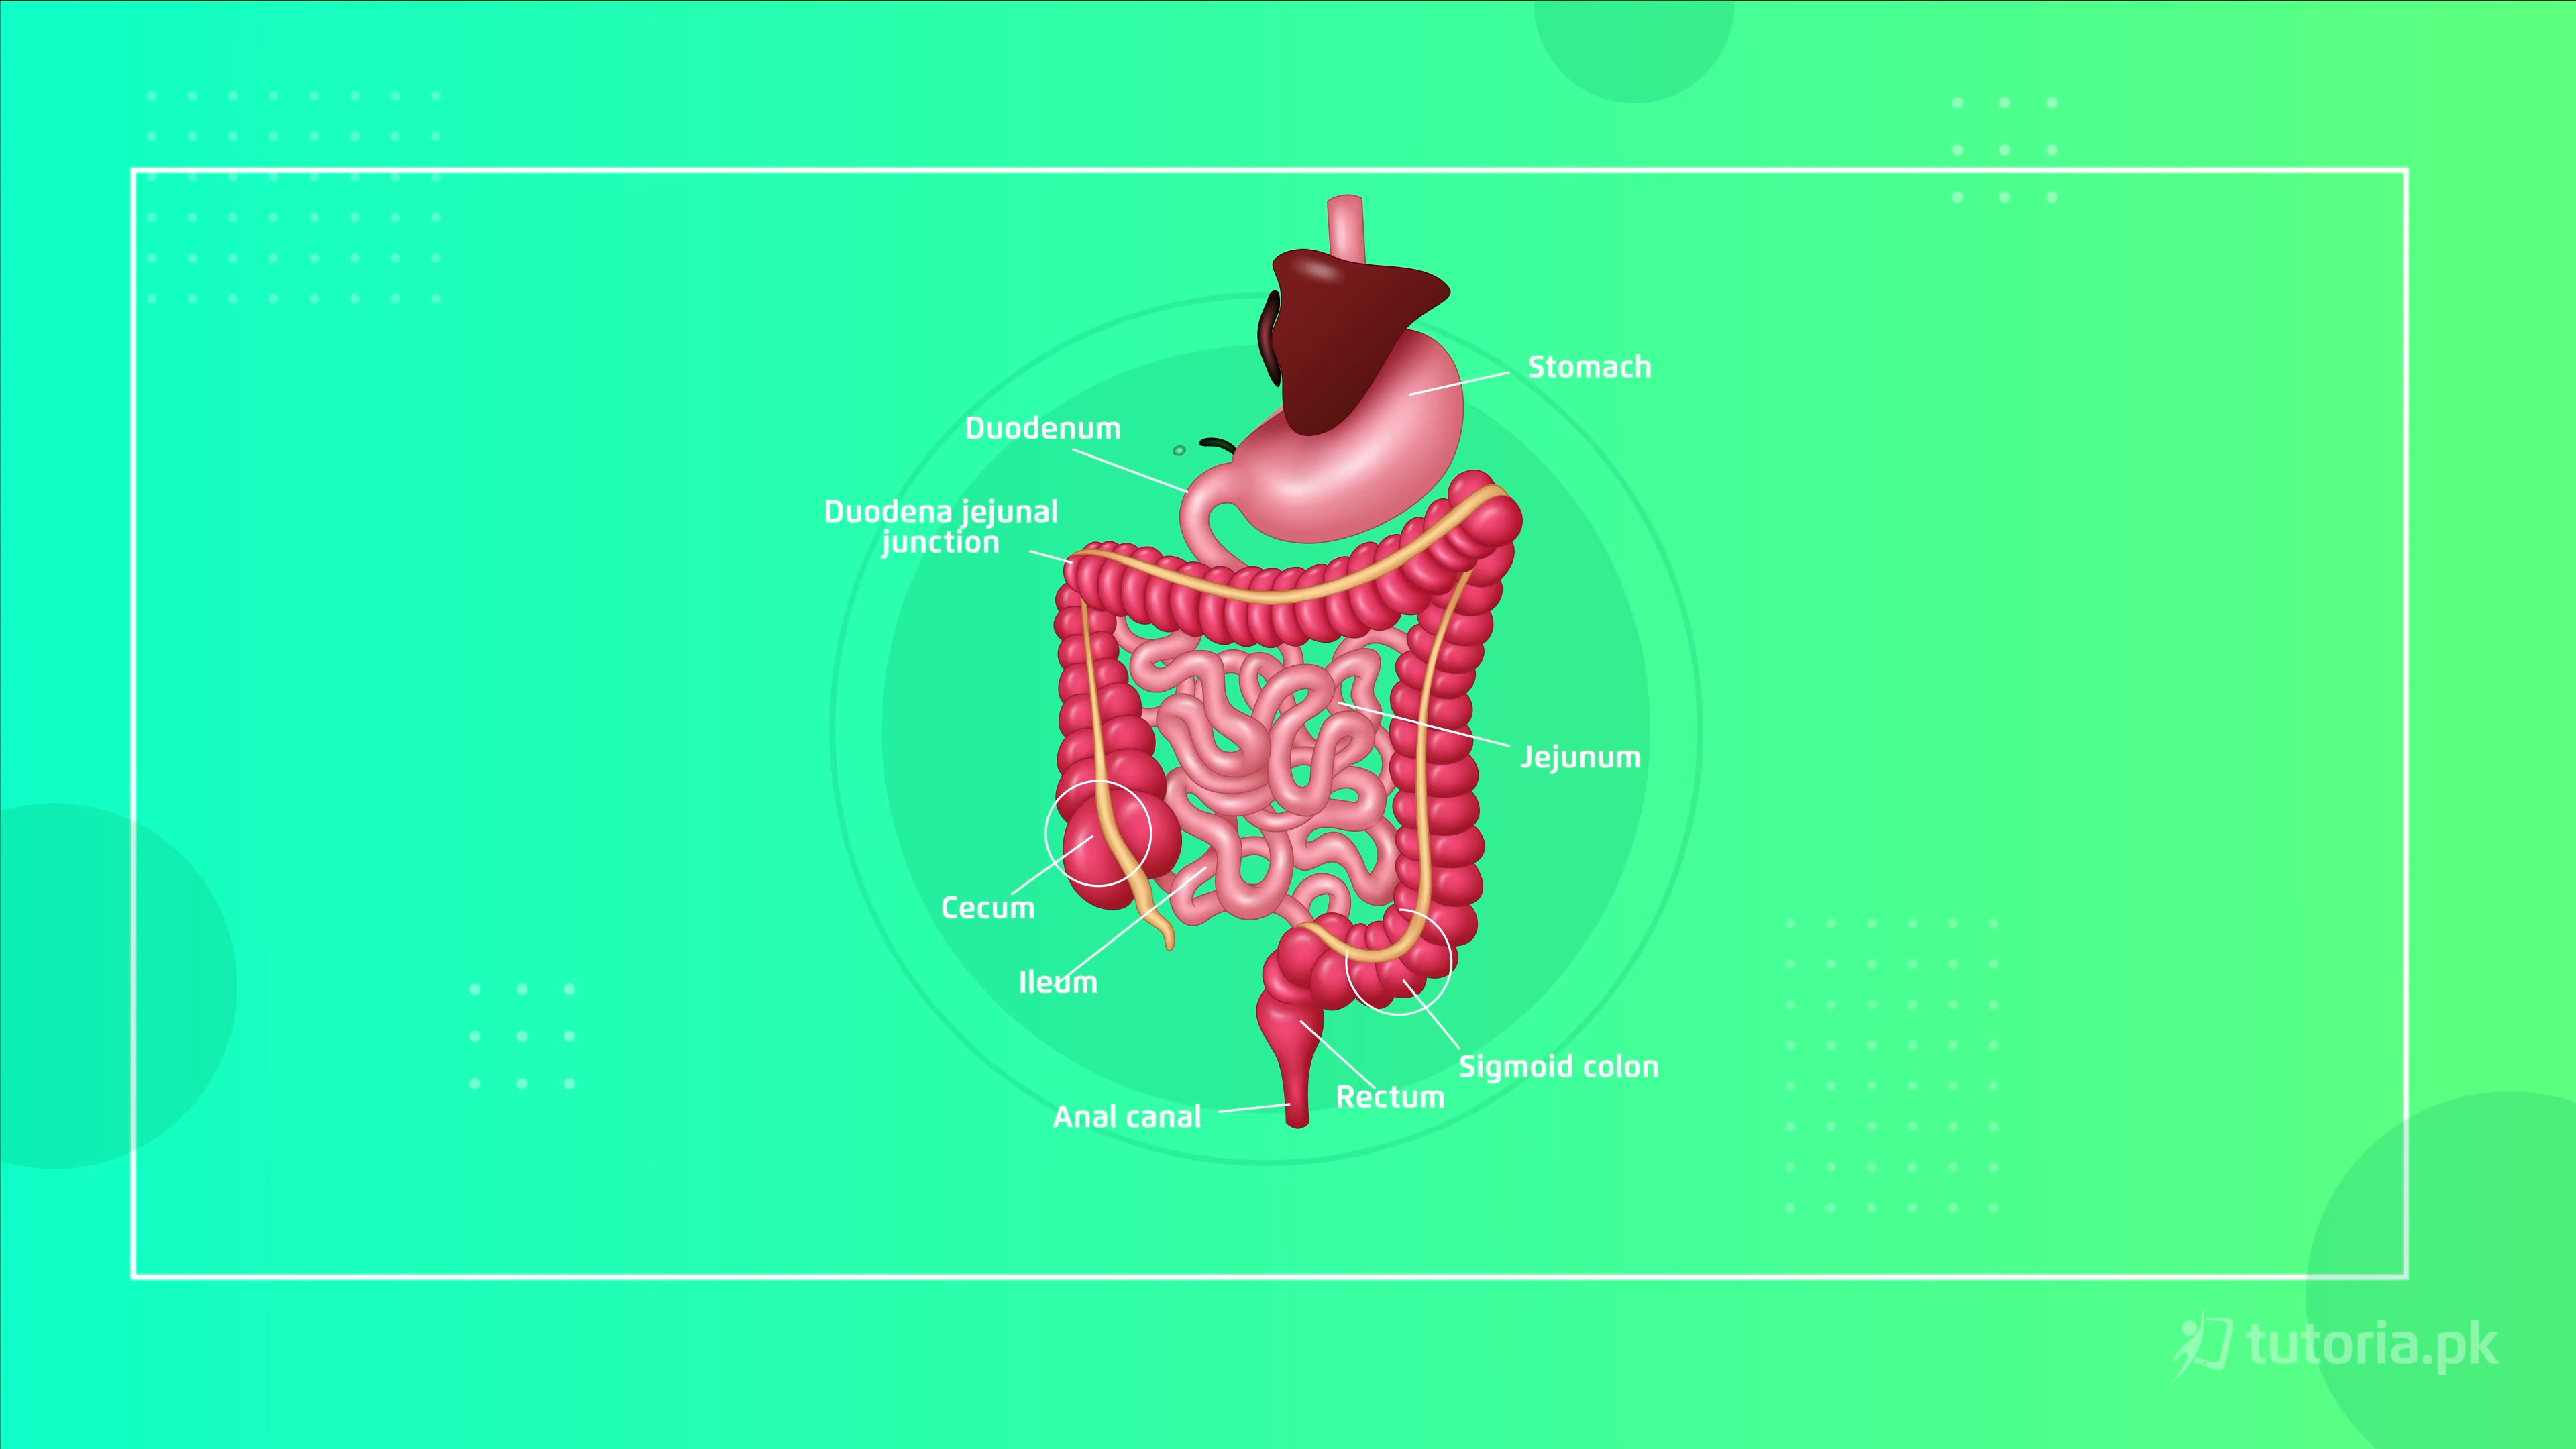 Stomach
Duodenum
Duodena jejunal
junction
Jejunum
Cecum
Ileum
Sigmoid colon
Rectum
Anal canal
tutoria.pk